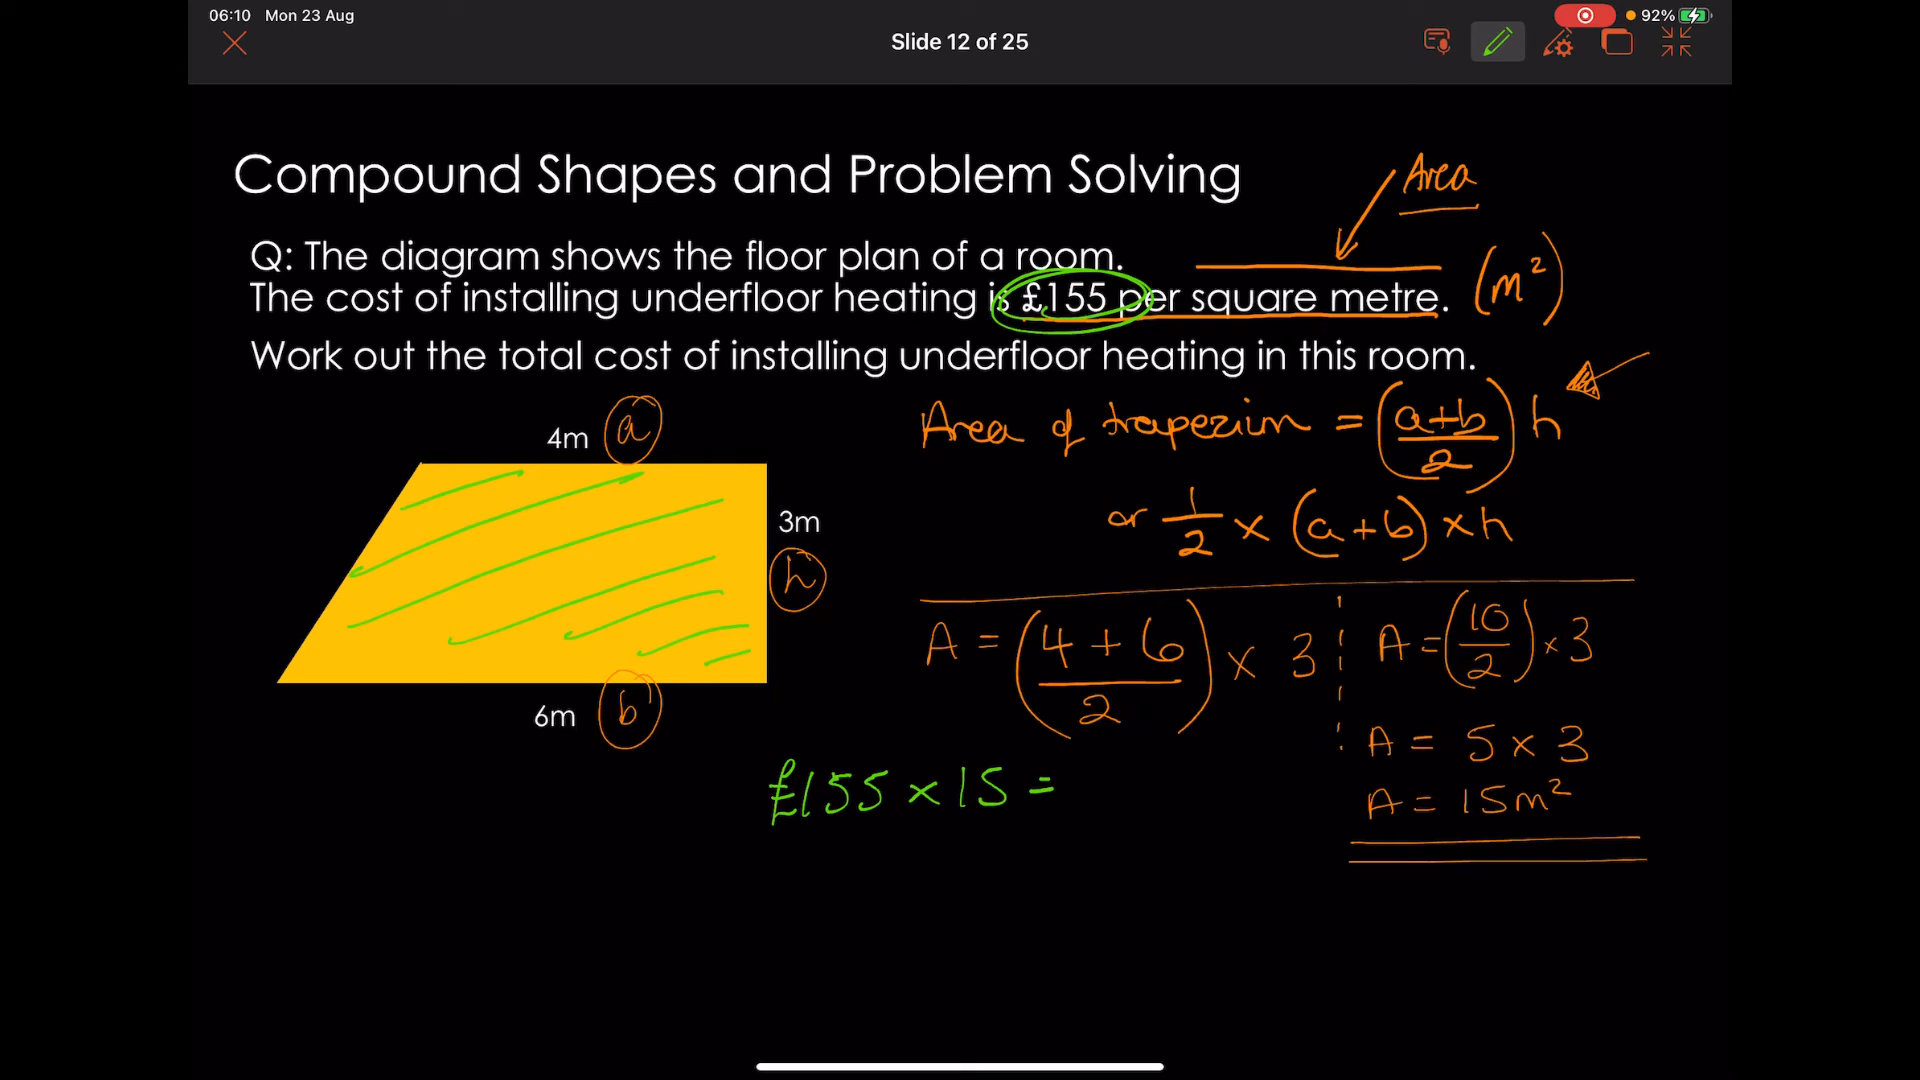 06:10 Mon 23 Aug
92%
Slide 12 of 25
Compound Shapes and Problem Solving
Area
Q: The diagram shows the floor plan of a room.
The cost of installing underfloor heating is £155 per square metre. (m²)
Work out the total cost of installing underfloor heating in this room.
4m a
Area of trapezium = (a+b/2) h
3m
or 1/2 × (a+b) × h
h
A = (4+6/2) × 3
A = (10/2) × 3
6m b
A = 5 × 3
£155 × 15 =
A = 15m²